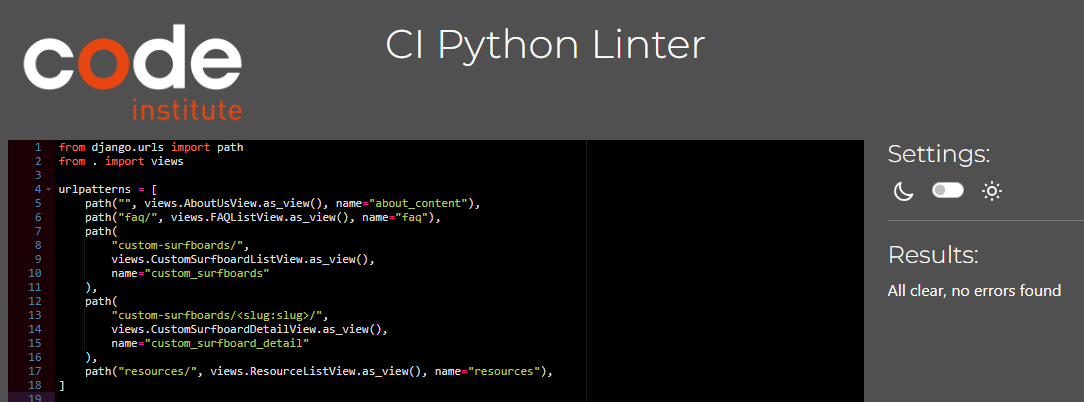 code
institute
CI Python Linter
1 from django.urls import path
2 from . import views
3
4 urlpatterns = [
5     path("", views.AboutUsView.as_view(), name="about_content"),
6     path("faq/", views.FAQListView.as_view(), name="faq"),
7     path(
8         "custom-surfboards/",
9         views.CustomSurfboardListView.as_view(),
10         name="custom_surfboards"
11     ),
12     path(
13         "custom-surfboards/<slug:slug>/",
14         views.CustomSurfboardDetailView.as_view(),
15         name="custom_surfboard_detail"
16     ),
17     path("resources/", views.ResourceListView.as_view(), name="resources"),
18 ]
19
Settings:
Results:
All clear, no errors found